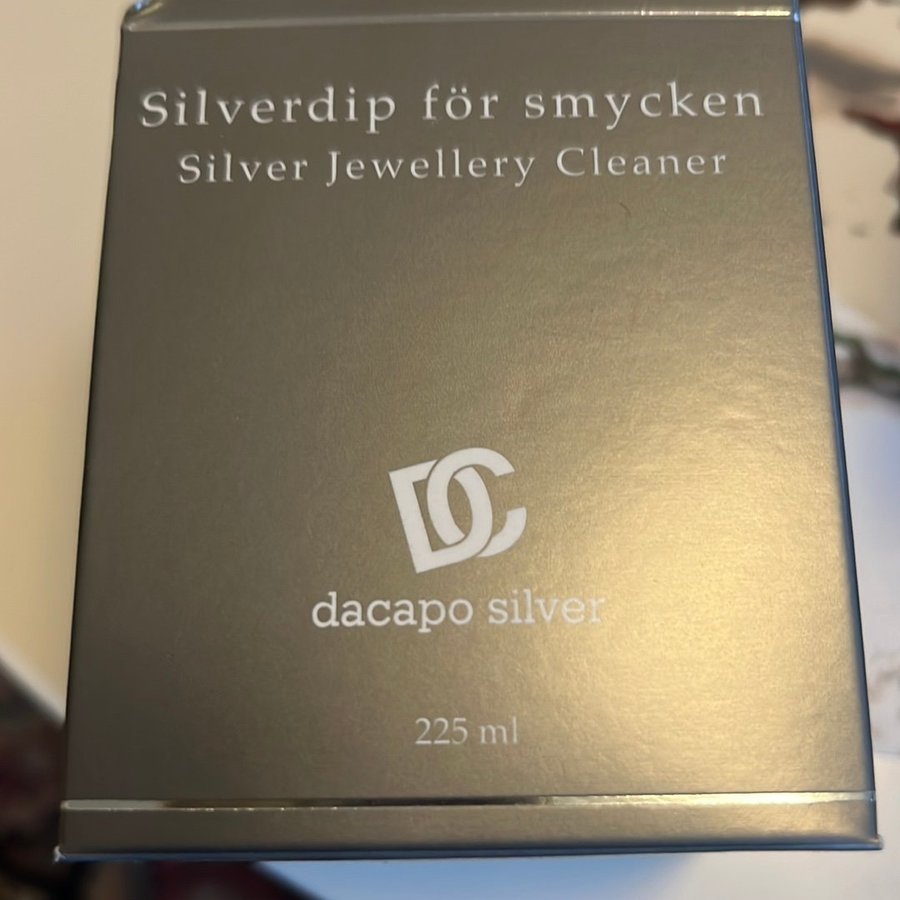 Silverdip för smycken
Silver Jewellery Cleaner
DC
dacapo silver
225 ml